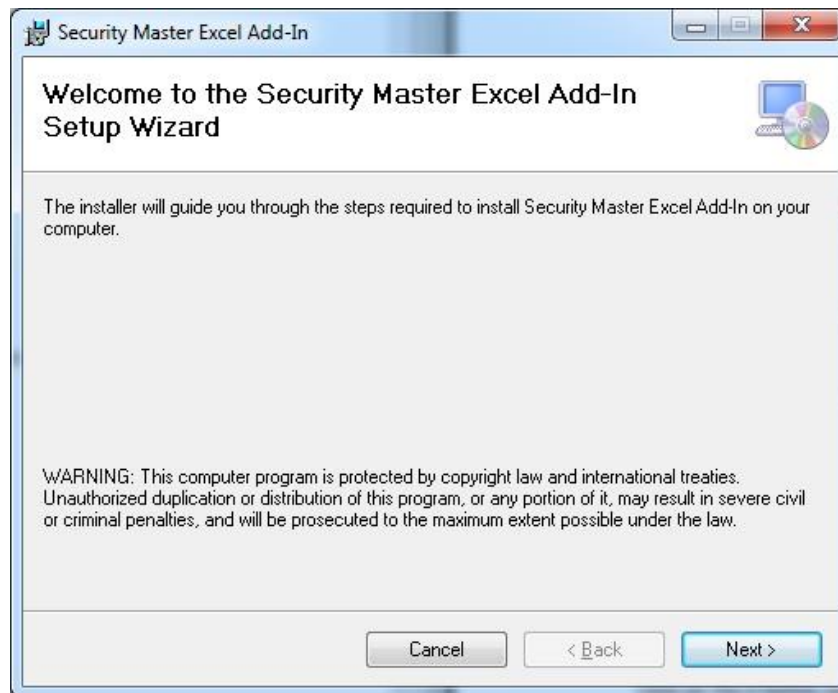 Security Master Excel Add-In
Welcome to the Security Master Excel Add-In
Setup Wizard
The installer will guide you through the steps required to install Security Master Excel Add-In on your
computer.
WARNING: This computer program is protected by copyright law and international treaties.
Unauthorized duplication or distribution of this program, or any portion of it, may result in severe civil
or criminal penalties, and will be prosecuted to the maximum extent possible under the law.
Cancel
< Back
Next >